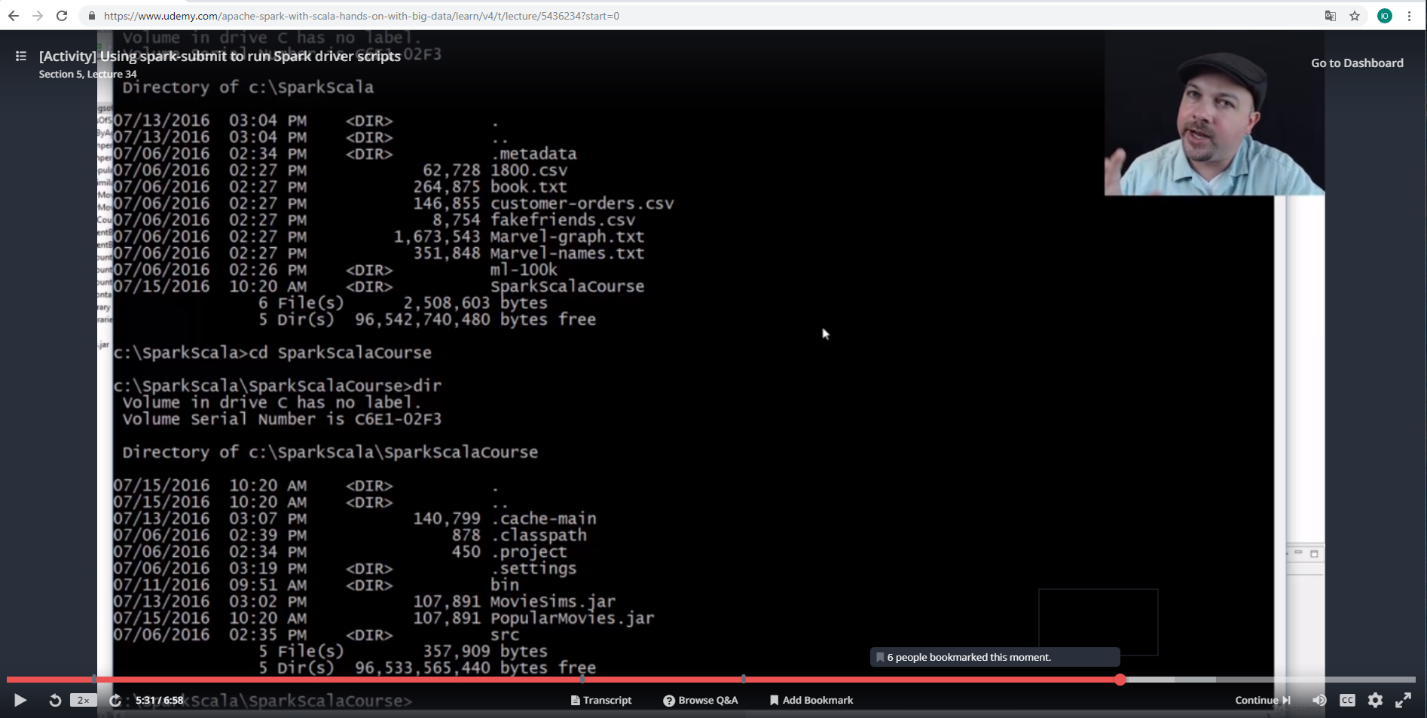 https://www.udemy.com/apache-spark-with-scala-hands-on-with-big-data/learn/v4/t/lecture/5436234?start=0
IO
[Activity] Using spark-submit to run Spark driver scripts
Section 5, Lecture 34
Go to Dashboard
Volume in drive C has no label.
Volume Serial Number is C6E1-02F3
Directory of c:\SparkScala
07/13/2016 03:04 PM <DIR> .
07/13/2016 03:04 PM <DIR> ..
07/06/2016 02:34 PM <DIR> .metadata
07/06/2016 02:27 PM 62,728 1800.csv
07/06/2016 02:27 PM 264,875 book.txt
07/06/2016 02:27 PM 146,855 customer-orders.csv
07/06/2016 02:27 PM 8,754 fakefriends.csv
07/06/2016 02:27 PM 1,673,543 Marvel-graph.txt
07/06/2016 02:27 PM 351,848 Marvel-names.txt
07/06/2016 02:26 PM <DIR> ml-100k
07/15/2016 10:20 AM <DIR> SparkScalaCourse
6 File(s) 2,508,603 bytes
5 Dir(s) 96,542,740,480 bytes free
c:\SparkScala>cd SparkScalaCourse
c:\SparkScala\SparkScalaCourse>dir
Volume in drive C has no label.
Volume Serial Number is C6E1-02F3
Directory of c:\SparkScala\SparkScalaCourse
07/15/2016 10:20 AM <DIR> .
07/15/2016 10:20 AM <DIR> ..
07/13/2016 03:07 PM 140,799 .cache-main
07/06/2016 02:39 PM 878 .classpath
07/06/2016 02:34 PM 450 .project
07/06/2016 03:19 PM <DIR> .settings
07/11/2016 09:51 AM <DIR> bin
07/13/2016 03:02 PM 107,891 MovieSims.jar
07/15/2016 10:20 AM 107,891 PopularMovies.jar
07/06/2016 02:35 PM <DIR> src
5 File(s) 357,909 bytes
5 Dir(s) 96,533,565,440 bytes free
6 people bookmarked this moment.
SparkScala\SparkScalaCourse>
2x
5:31 / 6:58
Transcript
Browse Q&A
Add Bookmark
Continue
CC